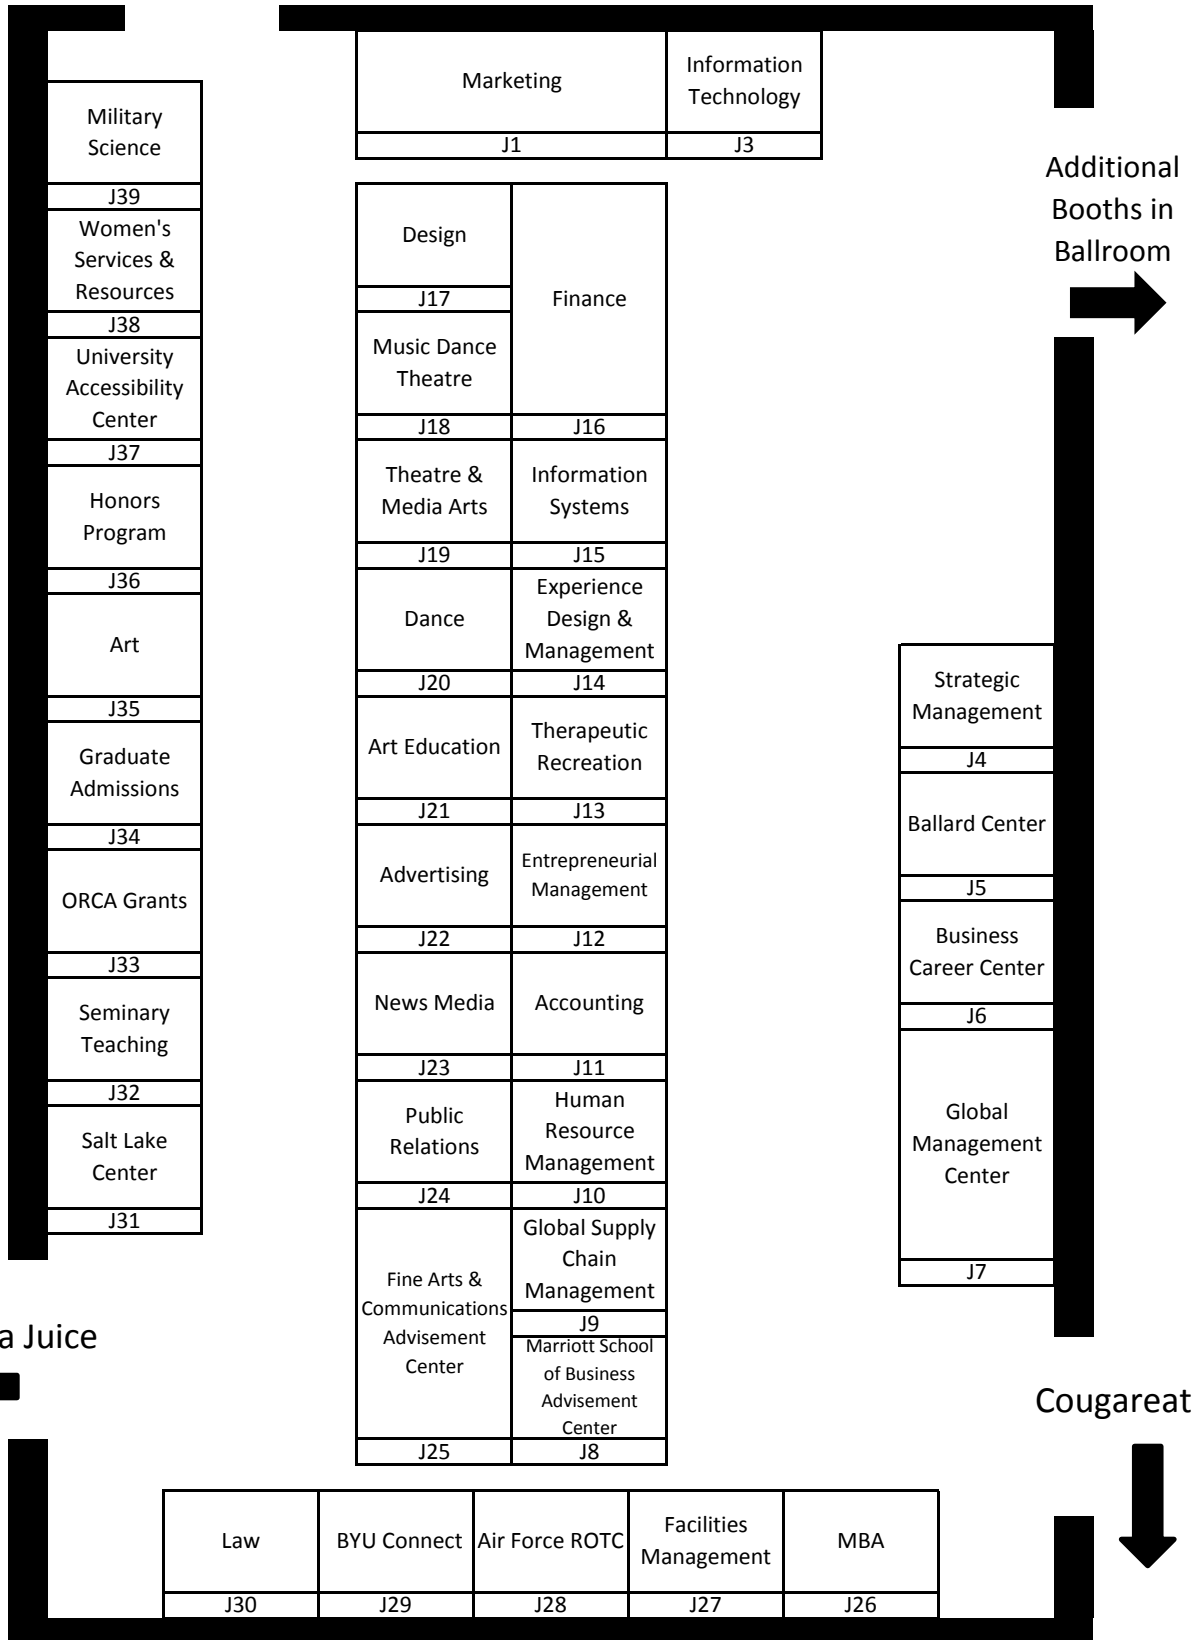 Marketing
J1
Information
Technology
J3
Military
Science
J39
Women's
Services &
Resources
J38
University
Accessibility
Center
J37
Honors
Program
J36
Art
J35
Graduate
Admissions
J34
ORCA Grants
J33
Seminary
Teaching
J32
Salt Lake
Center
J31
a Juice
Design
J17
Music Dance
Theatre
J18
Theatre &
Media Arts
J19
Dance
J20
Art Education
J21
Advertising
J22
News Media
J23
Public
Relations
J24
Fine Arts &
Communications
Advisement
Center
J25
Finance
J16
Information
Systems
J15
Experience
Design &
Management
J14
Therapeutic
Recreation
J13
Entrepreneurial
Management
J12
Accounting
J11
Human
Resource
Management
J10
Global Supply
Chain
Management
J9
Marriott School
of Business
Advisement
Center
J8
Additional
Booths in
Ballroom
Strategic
Management
J4
Ballard Center
J5
Business
Career Center
J6
Global
Management
Center
J7
Cougareat
Law
J30
BYU Connect
J29
Air Force ROTC
J28
Facilities
Management
J27
MBA
J26